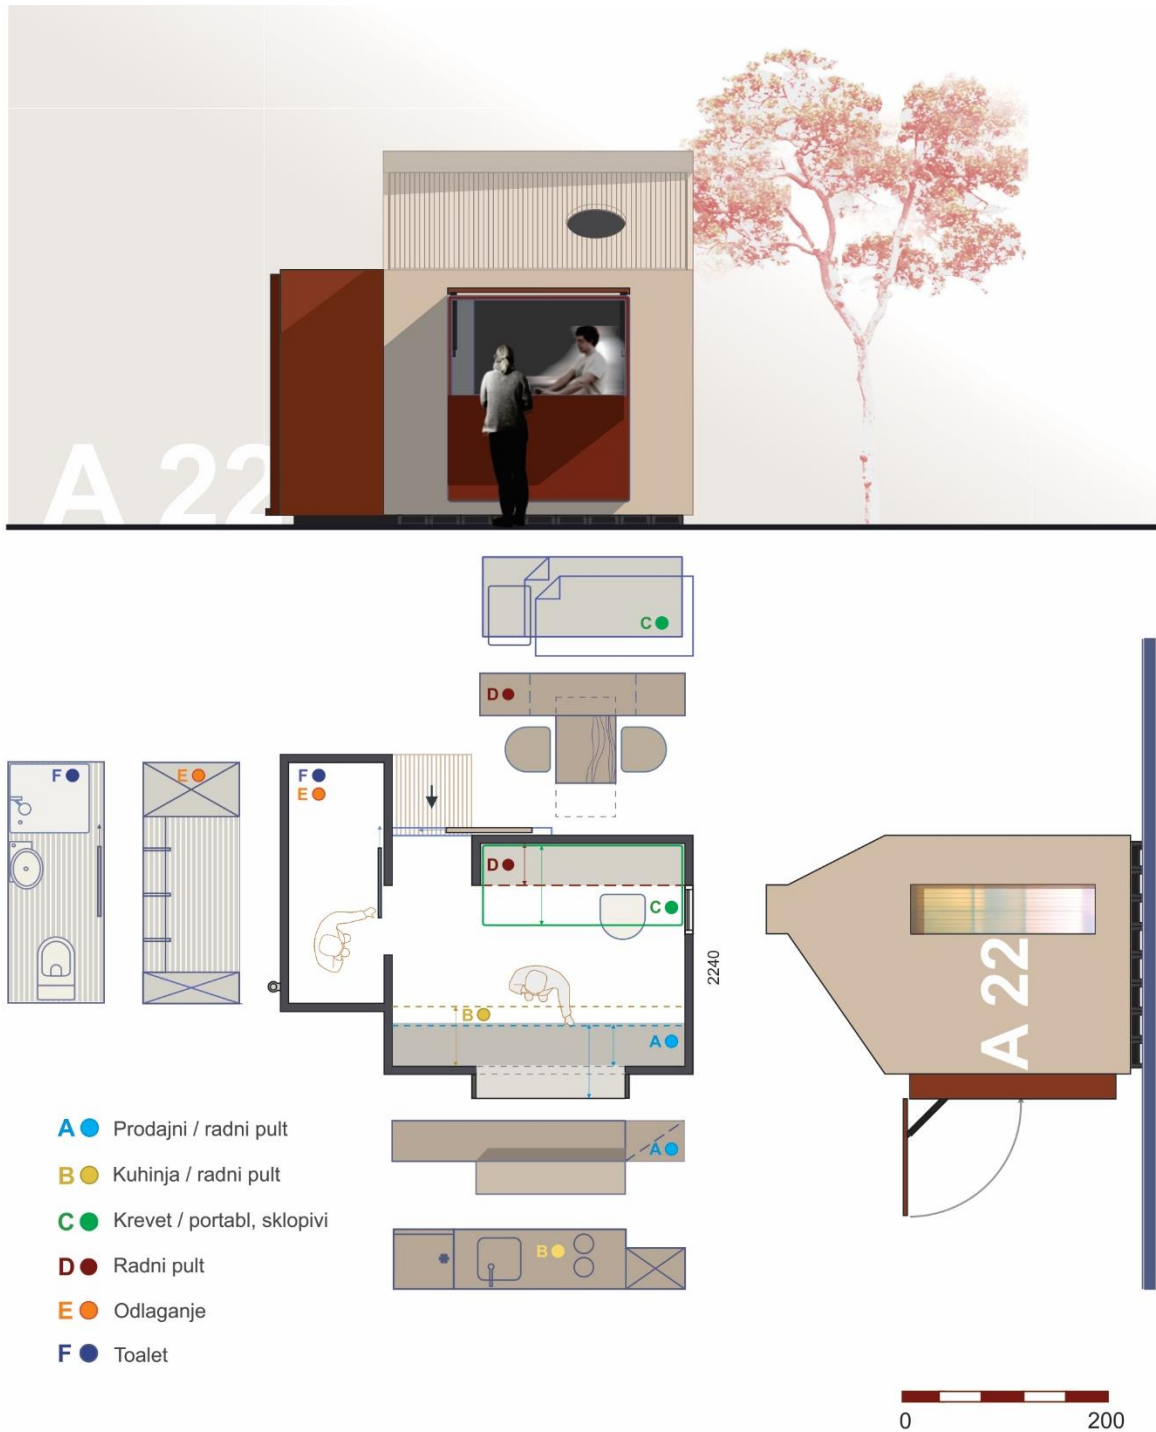 A 22
C
D
F
E
F
E
D
C
B
A
2240
A 22
A
B
A Prodajni / radni pult
B Kuhinja / radni pult
C Krevet / portabl, sklopivi
D Radni pult
E Odlaganje
F Toalet
0 200